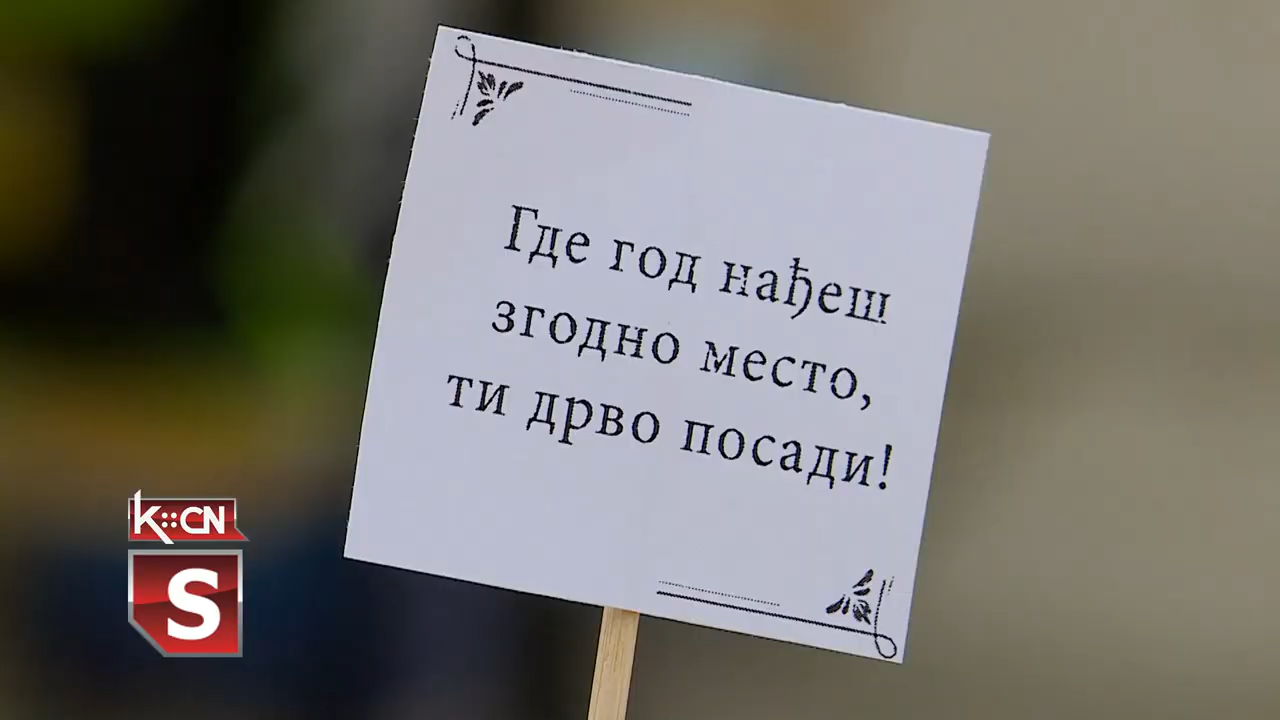 Где год нађеш
згодно место,
ти дрво посади!
K::CN
S